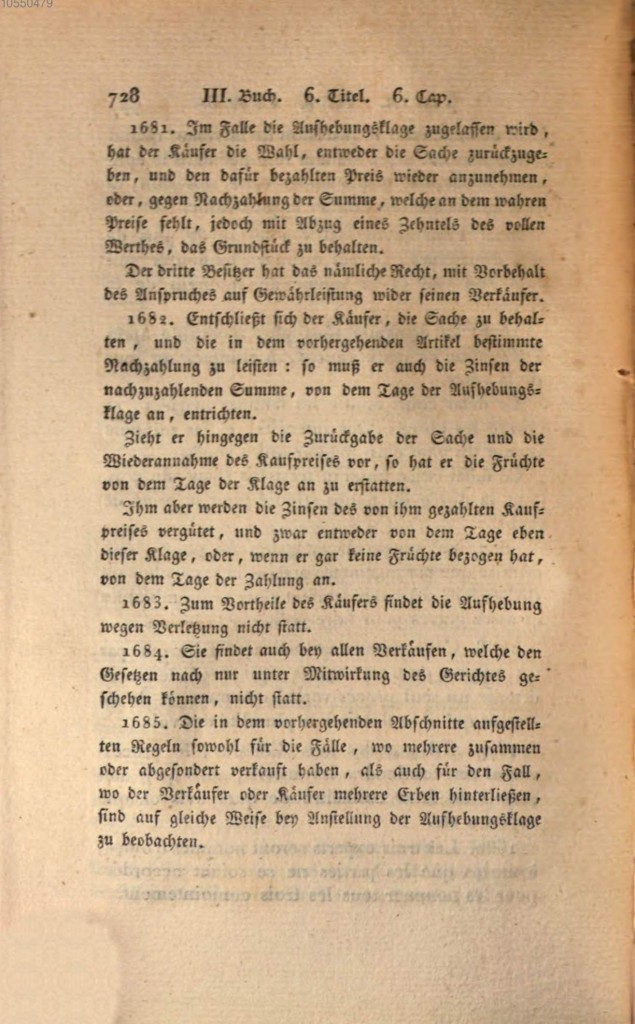 10550479
728 III. Buch. 6. Titel. 6. Cap.
1681. Im Falle die Aufhebungsklage zugelassen wird,
hat der Käufer die Wahl, entweder die Sache zurückzuge-
ben, und den dafür bezahlten Preis wieder anzunehmen,
oder, gegen Nachzahlung der Summe, welche an dem wahren
Preise fehlt, jedoch mit Abzug eines Zehntels des vollen
Werthes, das Grundstück zu behalten.
Der dritte Besitzer hat das nämliche Recht, mit Vorbehalt
des Anspruches auf Gewährleistung wider seinen Verkäufer.
1682. Entschließt sich der Käufer, die Sache zu behal-
ten, und die in dem vorhergehenden Artikel bestimmte
Nachzahlung zu leisten: so muß er auch die Zinsen der
nachzuzahlenden Summe, von dem Tage der Aufhebungs-
klage an, entrichten.
Zieht er hingegen die Zurückgabe der Sache und die
Wiederannahme des Kaufpreises vor, so hat er die Früchte
von dem Tage der Klage an zu erstatten.
Ihm aber werden die Zinsen des von ihm gezahlten Kauf-
preises vergütet, und zwar entweder von dem Tage eben
dieser Klage, oder, wenn er gar keine Früchte bezogen hat,
von dem Tage der Zahlung an.
1683. Zum Vortheile des Käufers findet die Aufhebung
wegen Verletzung nicht statt.
1684. Sie findet auch bey allen Verkäufen, welche den
Gesetzen nach nur unter Mitwirkung des Gerichtes ge-
schehen können, nicht statt.
1685. Die in dem vorhergehenden Abschnitte aufgestell-
ten Regeln sowohl für die Fälle, wo mehrere zusammen
oder abgesondert verkauft haben, als auch für den Fall,
wo der Verkäufer oder Käufer mehrere Erben hinterließen,
sind auf gleiche Weise bey Anstellung der Aufhebungsklage
zu beobachten.